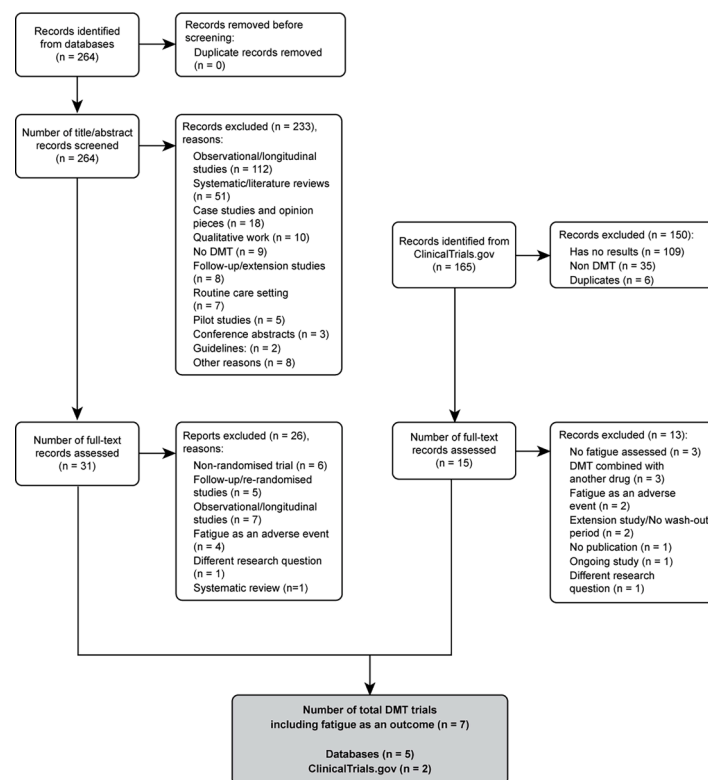 Records identified
from databases
(n = 264)
Records removed before
screening:
Duplicate records removed
(n = 0)
Number of title/abstract
records screened
(n = 264)
Records excluded (n = 233),
reasons:
Observational/longitudinal
studies (n = 112)
Systematic/literature reviews
(n = 51)
Case studies and opinion
pieces (n = 18)
Qualitative work (n = 10)
No DMT (n = 9)
Follow-up/extension studies
(n = 8)
Routine care setting
(n = 7)
Pilot studies (n = 5)
Conference abstracts (n = 3)
Guidelines: (n = 2)
Other reasons (n = 8)
Records identified from
ClinicalTrials.gov
(n = 165)
Records excluded (n = 150):
Has no results (n = 109)
Non DMT (n = 35)
Duplicates (n = 6)
Number of full-text
records assessed
(n = 31)
Reports excluded (n = 26),
reasons:
Non-randomised trial (n = 6)
Follow-up/re-randomised
studies (n = 5)
Observational/longitudinal
studies (n = 7)
Fatigue as an adverse event
(n = 4)
Different research question
(n = 1)
Systematic review (n=1)
Number of full-text
records assessed
(n = 15)
Records excluded (n = 13):
No fatigue assessed (n = 3)
DMT combined with
another drug (n = 3)
Fatigue as an adverse
event (n = 2)
Extension study/No wash-out
period (n = 2)
No publication (n = 1)
Ongoing study (n = 1)
Different research
question (n = 1)
Number of total DMT trials
including fatigue as an outcome (n = 7)
Databases (n = 5)
ClinicalTrials.gov (n = 2)